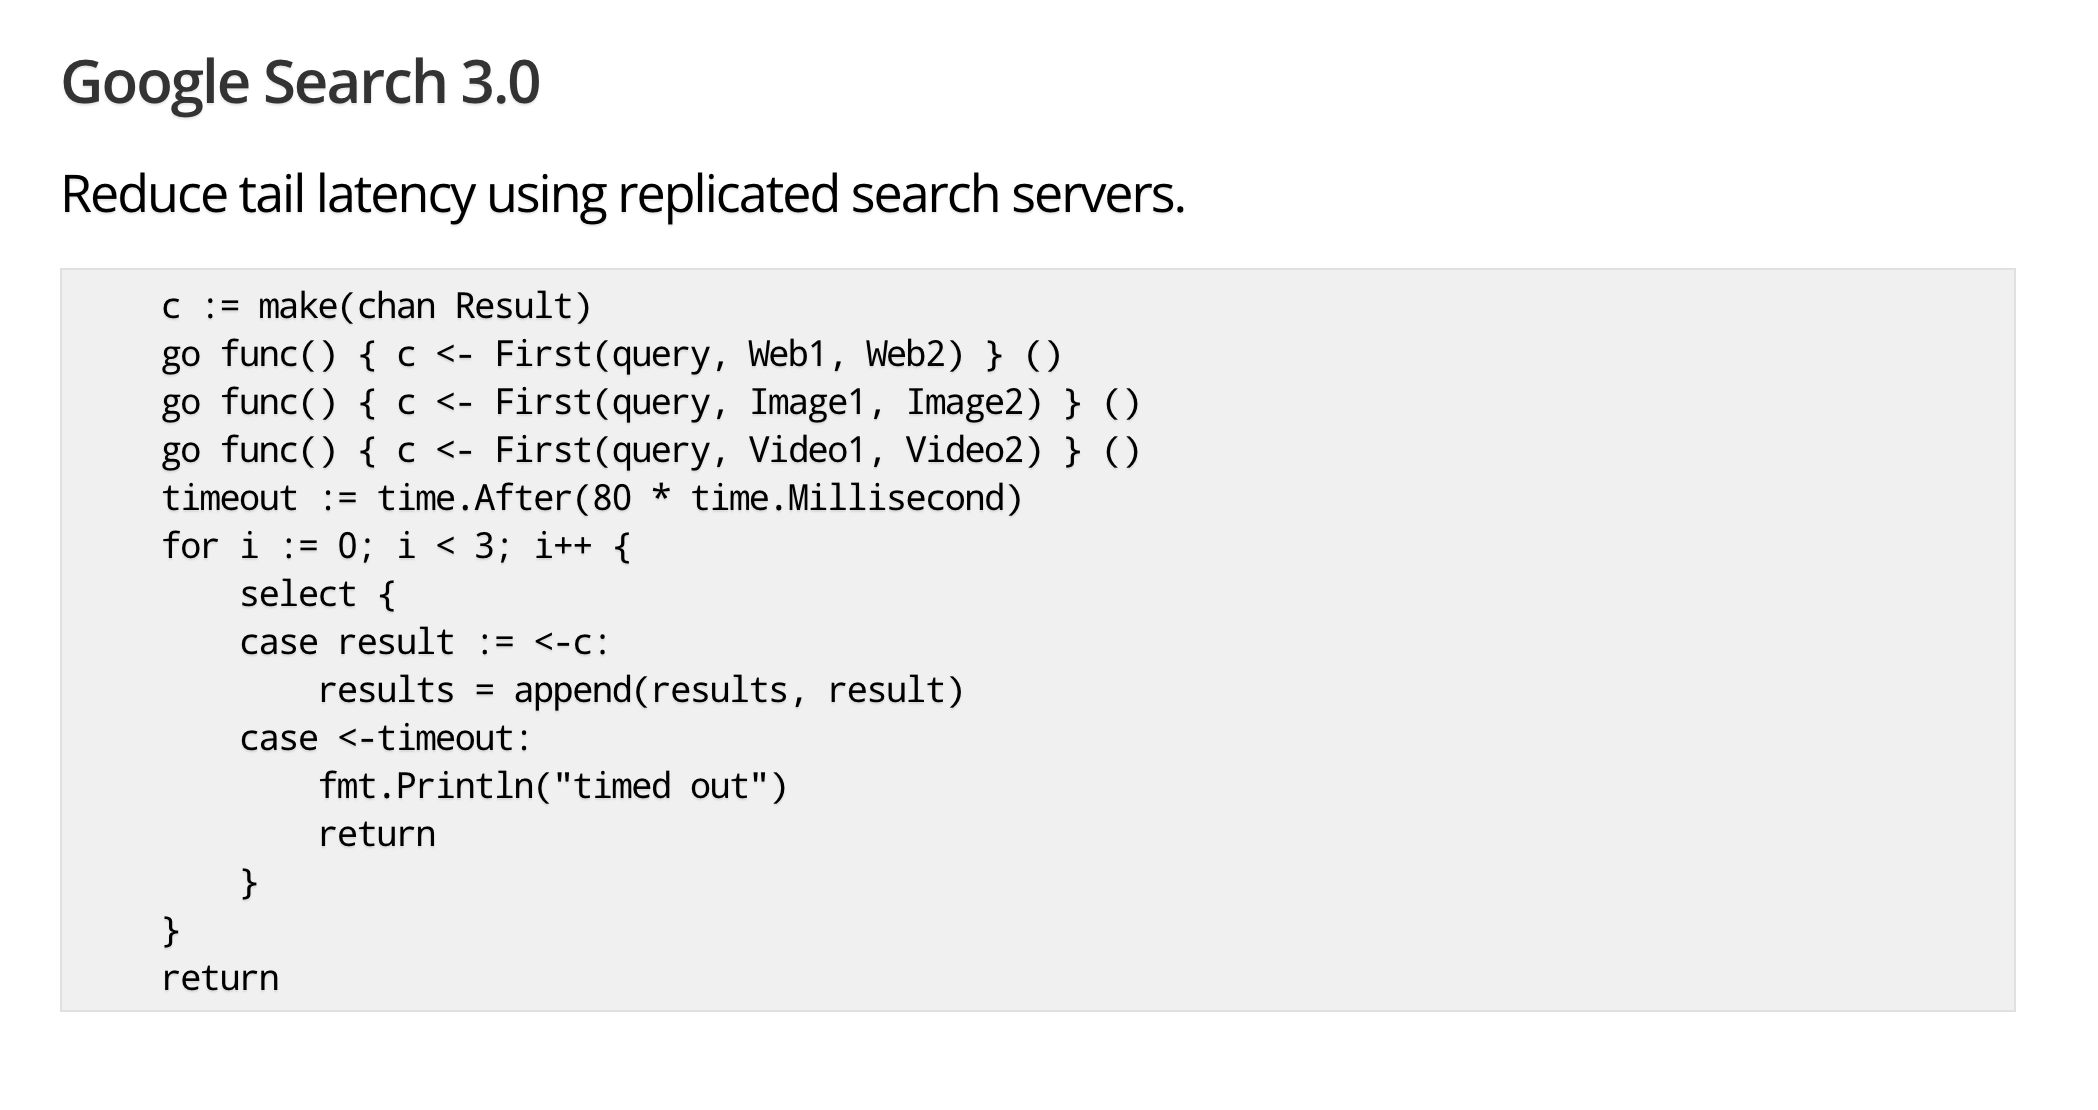 Google Search 3.0
Reduce tail latency using replicated search servers.
    c := make(chan Result)
    go func() { c <- First(query, Web1, Web2) } ()
    go func() { c <- First(query, Image1, Image2) } ()
    go func() { c <- First(query, Video1, Video2) } ()
    timeout := time.After(80 * time.Millisecond)
    for i := 0; i < 3; i++ {
        select {
        case result := <-c:
            results = append(results, result)
        case <-timeout:
            fmt.Println("timed out")
            return
        }
    }
    return